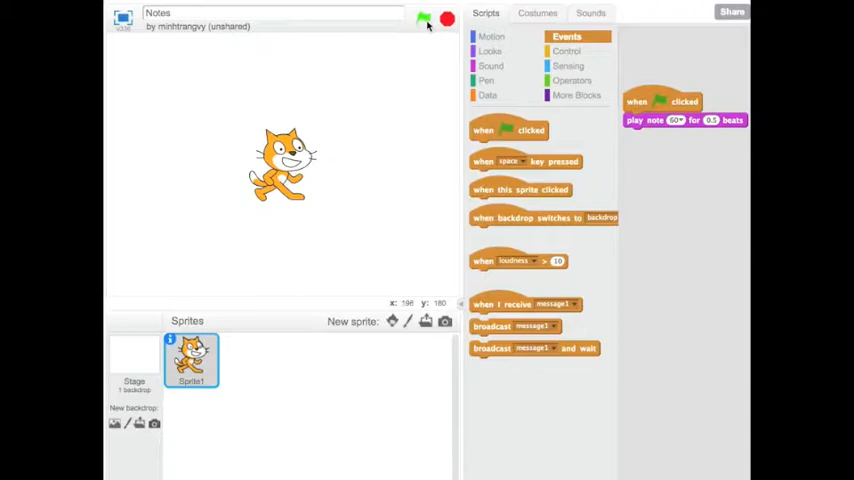 Notes
by minhtrangvy (unshared)
v336
x: 196 y: 180
Sprites
New sprite:
Sprite1
Stage
1 backdrop
New backdrop:
Scripts
Costumes
Sounds
Share
Motion
Events
Looks
Control
Sound
Sensing
Pen
Operators
Data
More Blocks
when clicked
when space key pressed
when this sprite clicked
when backdrop switches to backdrop
when loudness > 10
when I receive message1
broadcast message1
broadcast message1 and wait
when clicked
play note 60 for 0.5 beats